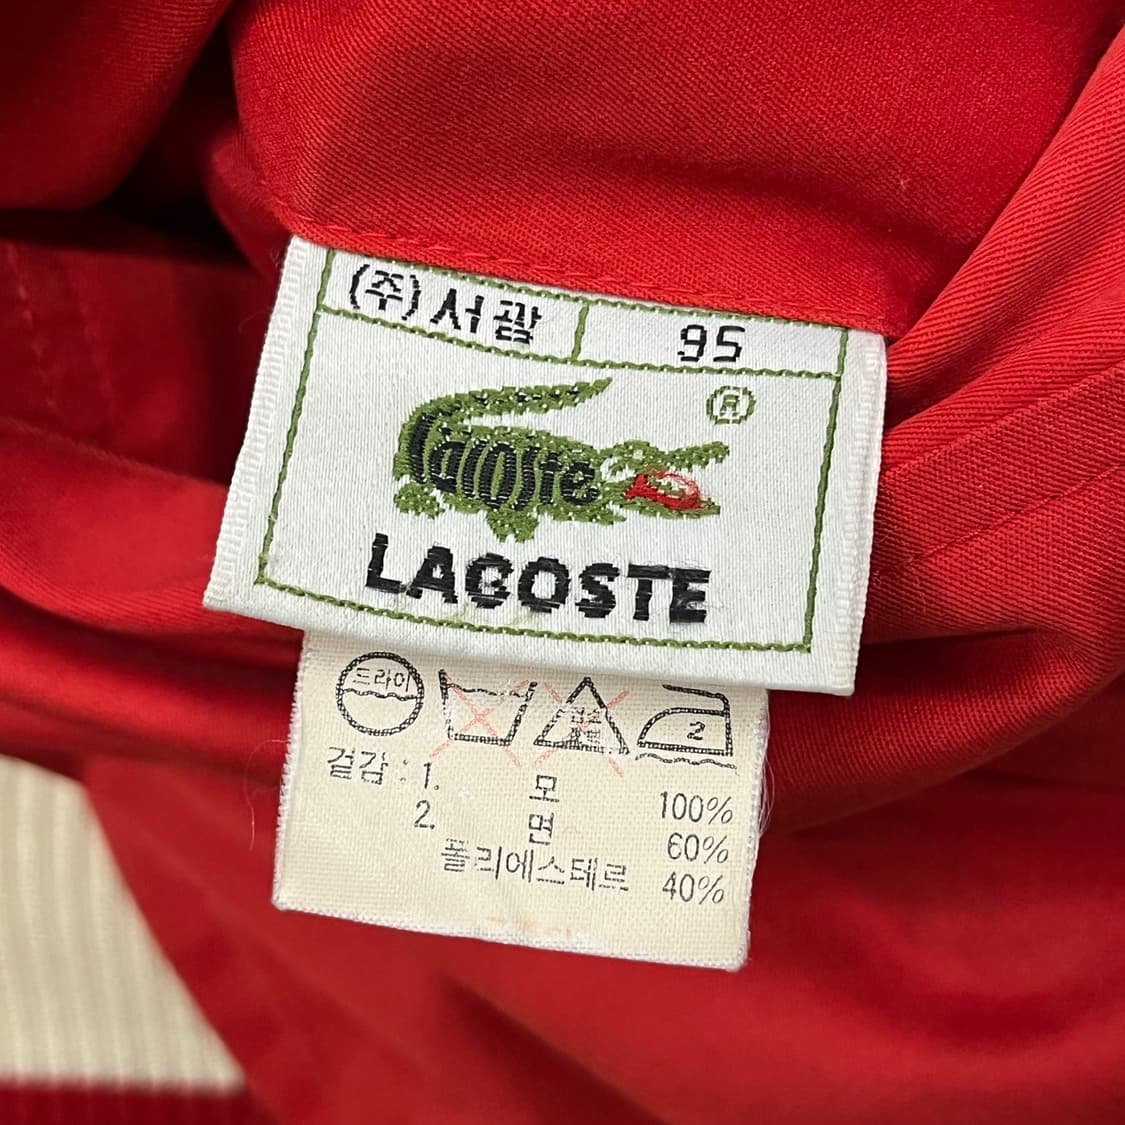 (주)서광 95
®
Lacoste
LACOSTE
드라이
2
겉감 : 1. 모 100%
2. 면 60%
폴리에스테르 40%